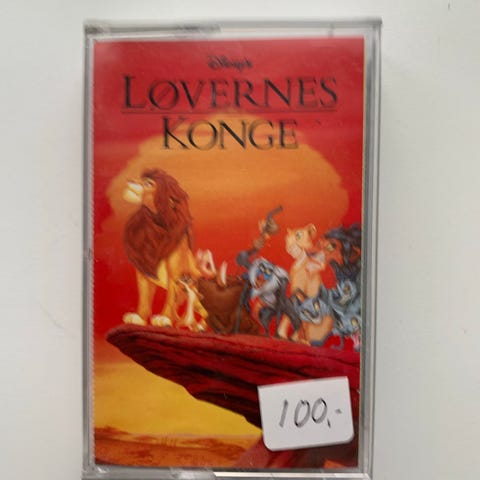 Disney's
LØVERNES
KONGE
100,-